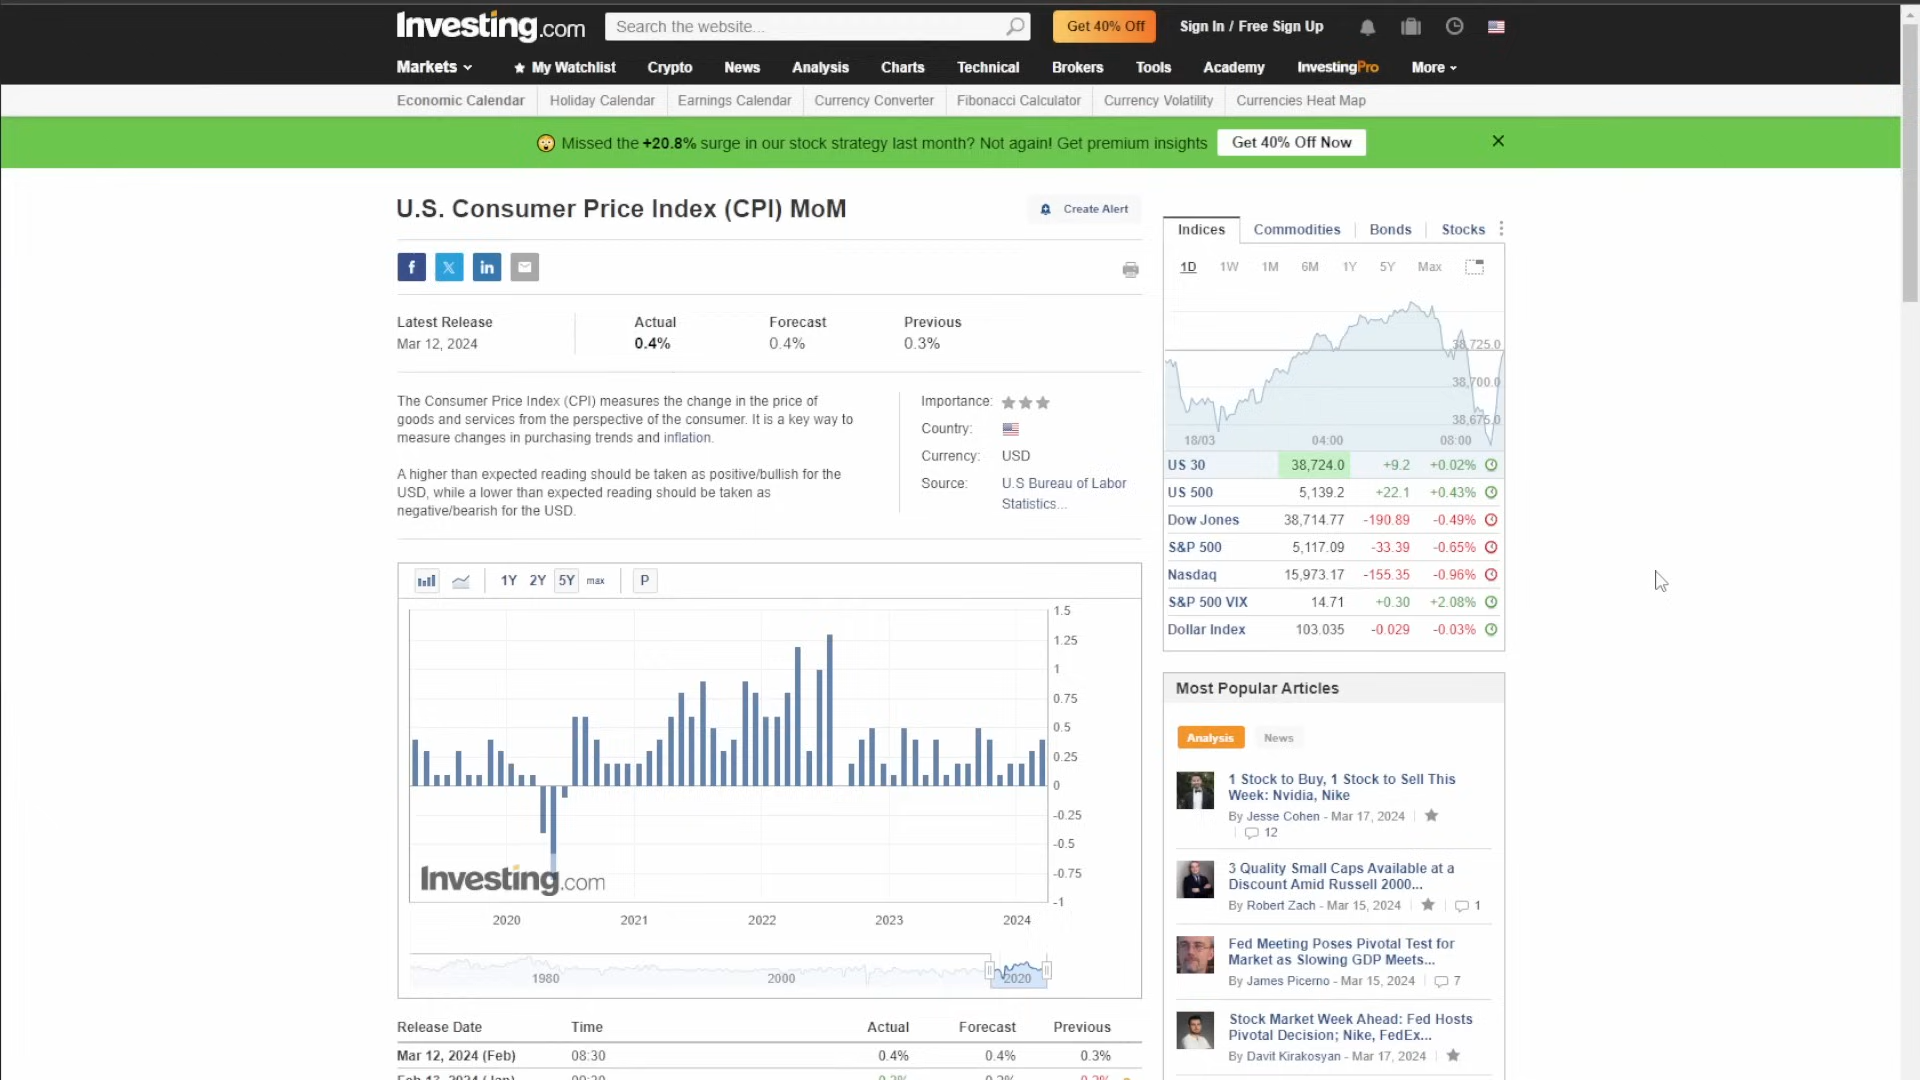 Investing.com
Search the website...
Get 40% Off
Sign In / Free Sign Up
Markets
My Watchlist
Crypto
News
Analysis
Charts
Technical
Brokers
Tools
Academy
InvestingPro
More
Economic Calendar
Holiday Calendar
Earnings Calendar
Currency Converter
Fibonacci Calculator
Currency Volatility
Currencies Heat Map
Missed the +20.8% surge in our stock strategy last month? Not again! Get premium insights
Get 40% Off Now
U.S. Consumer Price Index (CPI) MoM
Create Alert
Latest Release
Mar 12, 2024
Actual
0.4%
Forecast
0.4%
Previous
0.3%
The Consumer Price Index (CPI) measures the change in the price of
goods and services from the perspective of the consumer. It is a key way to
measure changes in purchasing trends and inflation.
A higher than expected reading should be taken as positive/bullish for the
USD, while a lower than expected reading should be taken as
negative/bearish for the USD.
Importance:
Country:
Currency: USD
Source: U.S Bureau of Labor
Statistics...
1Y 2Y 5Y max P
1.5
1.25
1
0.75
0.5
0.25
0
-0.25
-0.5
-0.75
-1
Investing.com
2020 2021 2022 2023 2024
1980 2000 2020
Release Date Time Actual Forecast Previous
Mar 12, 2024 (Feb) 08:30 0.4% 0.4% 0.3%
Indices
Commodities
Bonds
Stocks
1D 1W 1M 6M 1Y 5Y Max
38,725.0
38,700.0
38,675.0
18/03 04:00 08:00
US 30 38,724.0 +9.2 +0.02%
US 500 5,139.2 +22.1 +0.43%
Dow Jones 38,714.77 -190.89 -0.49%
S&P 500 5,117.09 -33.39 -0.65%
Nasdaq 15,973.17 -155.35 -0.96%
S&P 500 VIX 14.71 +0.30 +2.08%
Dollar Index 103.035 -0.029 -0.03%
Most Popular Articles
Analysis
News
1 Stock to Buy, 1 Stock to Sell This
Week: Nvidia, Nike
By Jesse Cohen - Mar 17, 2024
12
3 Quality Small Caps Available at a
Discount Amid Russell 2000...
By Robert Zach - Mar 15, 2024 1
Fed Meeting Poses Pivotal Test for
Market as Slowing GDP Meets...
By James Picerno - Mar 15, 2024 7
Stock Market Week Ahead: Fed Hosts
Pivotal Decision; Nike, FedEx...
By Davit Kirakosyan - Mar 17, 2024